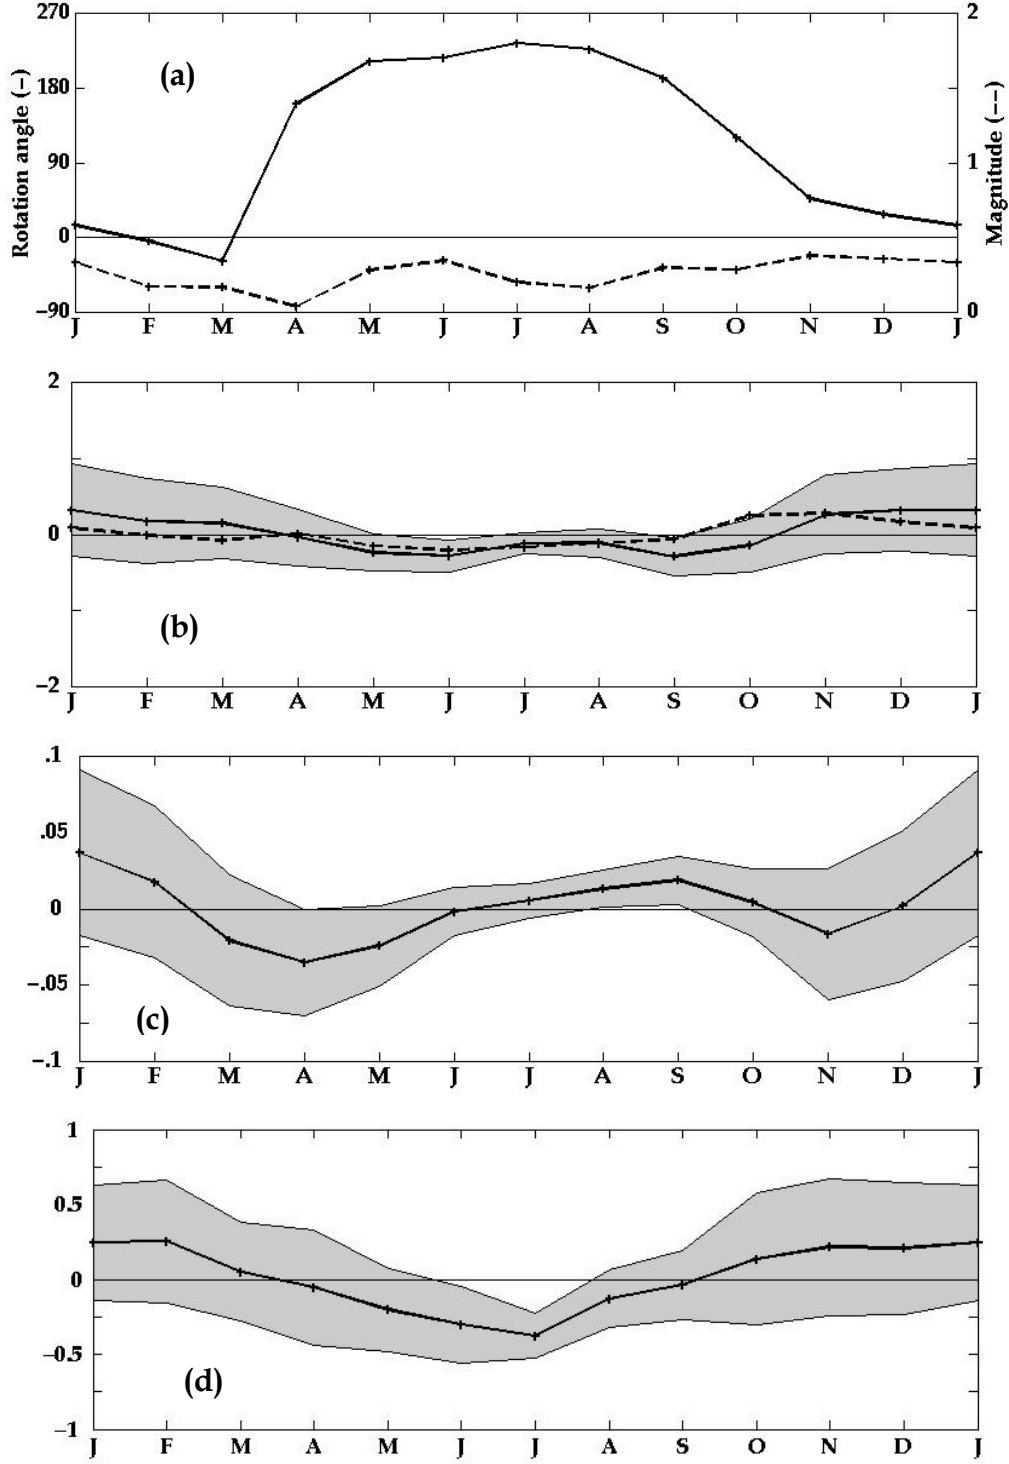 270
180
90
0
−90
Rotation angle (−)
(a)
2
1
0
Magnitude (−−)
J F M A M J J A S O N D J
2
0
−2
(b)
J F M A M J J A S O N D J
.1
.05
0
−.05
−.1
(c)
J F M A M J J A S O N D J
1
0.5
0
−0.5
−1
(d)
J F M A M J J A S O N D J